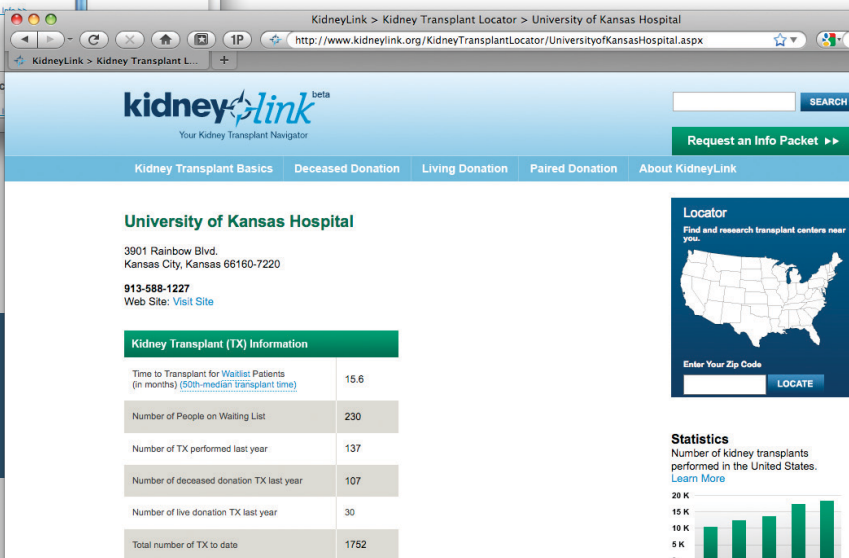 KidneyLink > Kidney Transplant Locator > University of Kansas Hospital
1P
http://www.kidneylink.org/KidneyTransplantLocator/UniversityofKansasHospital.aspx
KidneyLink > Kidney Transplant L...
kidney link beta
Your Kidney Transplant Navigator
SEARCH
Request an Info Packet
Kidney Transplant Basics Deceased Donation Living Donation Paired Donation About KidneyLink
University of Kansas Hospital
3901 Rainbow Blvd.
Kansas City, Kansas 66160-7220
913-588-1227
Web Site: Visit Site
Kidney Transplant (TX) Information
Time to Transplant for Waitlist Patients
(in months) (50th-median transplant time) 15.6
Number of People on Waiting List 230
Number of TX performed last year 137
Number of deceased donation TX last year 107
Number of live donation TX last year 30
Total number of TX to date 1752
Locator
Find and research transplant centers near
you.
Enter Your Zip Code
LOCATE
Statistics
Number of kidney transplants
performed in the United States.
Learn More
20 K
15 K
10 K
5 K